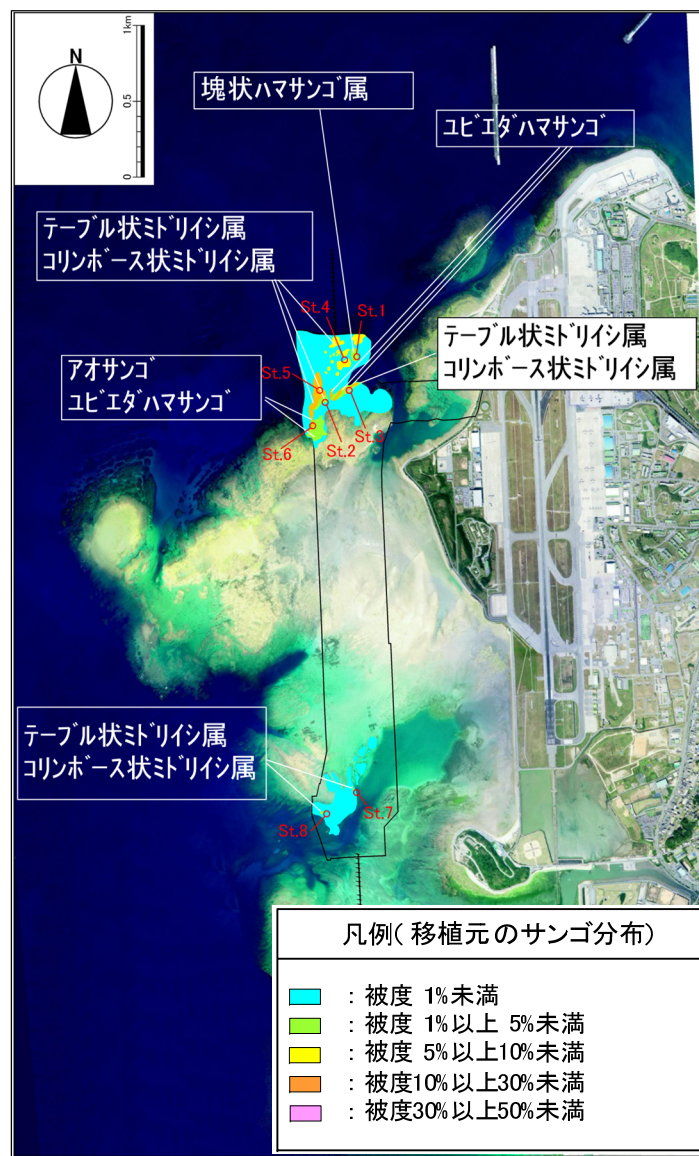 N
1km
0.5
0
塊状ハマサンゴ属
ユビエダハマサンゴ
テーブル状ミドリイシ属
コリンボース状ミドリイシ属
St.4
St.1
テーブル状ミドリイシ属
コリンボース状ミドリイシ属
アオサンゴ
ユビエダハマサンゴ
St.5
St.3
St.2
St.6
テーブル状ミドリイシ属
コリンボース状ミドリイシ属
St.7
St.8
凡例(移植元のサンゴ分布)
：被度 1%未満
：被度 1%以上 5%未満
：被度 5%以上10%未満
：被度10%以上30%未満
：被度30%以上50%未満